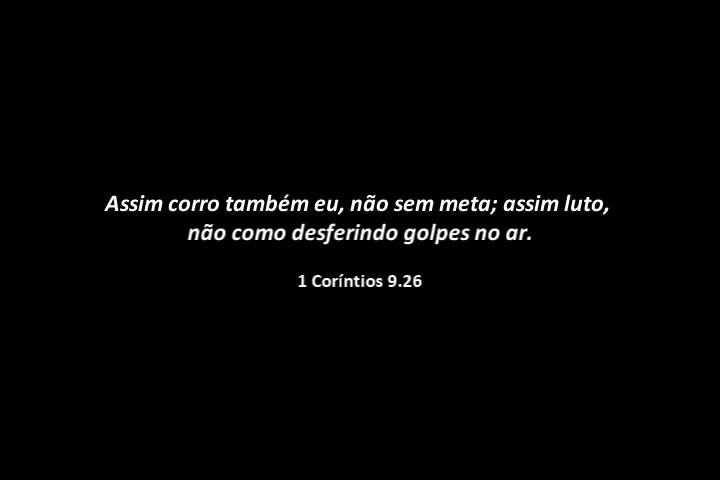 Assim corro também eu, não sem meta; assim luto,
não como desferindo golpes no ar.
1 Coríntios 9.26